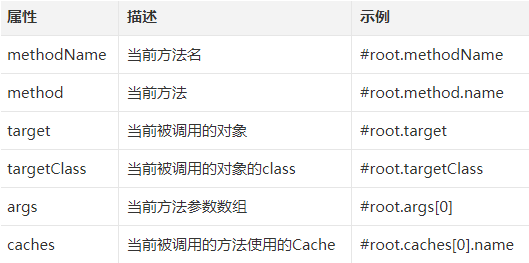 属性 描述 示例
methodName 当前方法名 #root.methodName
method 当前方法 #root.method.name
target 当前被调用的对象 #root.target
targetClass 当前被调用的对象的class #root.targetClass
args 当前方法参数数组 #root.args[0]
caches 当前被调用的方法使用的Cache #root.caches[0].name